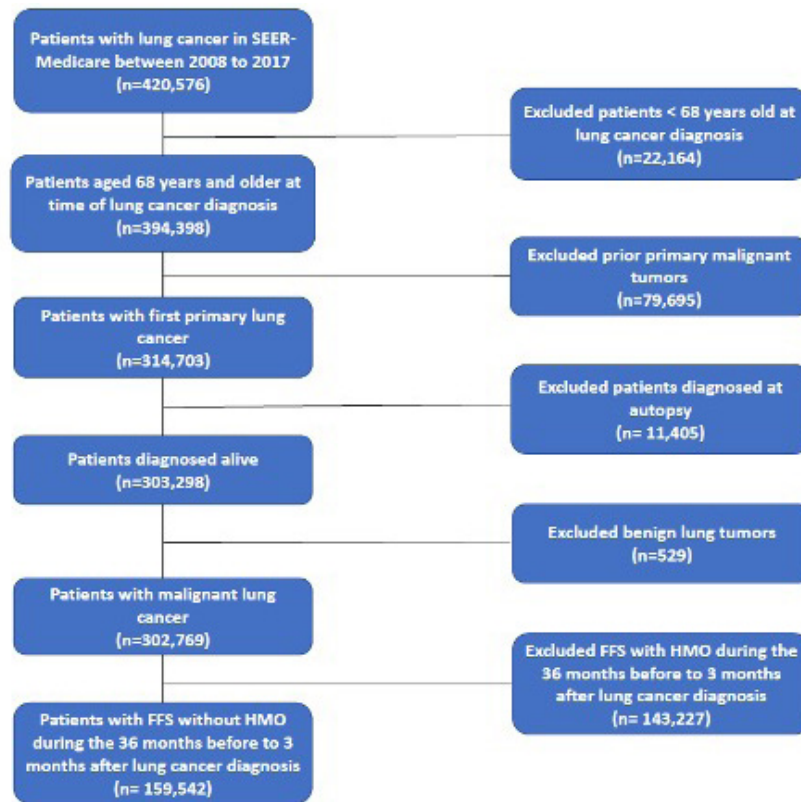 Patients with lung cancer in SEER-
Medicare between 2008 to 2017
(n=420,576)
Excluded patients < 68 years old at
lung cancer diagnosis
(n=22,164)
Patients aged 68 years and older at
time of lung cancer diagnosis
(n=394,398)
Excluded prior primary malignant
tumors
(n=79,695)
Patients with first primary lung
cancer
(n=314,703)
Excluded patients diagnosed at
autopsy
(n= 11,405)
Patients diagnosed alive
(n=303,298)
Excluded benign lung tumors
(n=529)
Patients with malignant lung
cancer
(n=302,769)
Excluded FFS with HMO during the
36 months before to 3 months
after lung cancer diagnosis
(n= 143,227)
Patients with FFS without HMO
during the 36 months before to 3
months after lung cancer diagnosis
(n= 159,542)